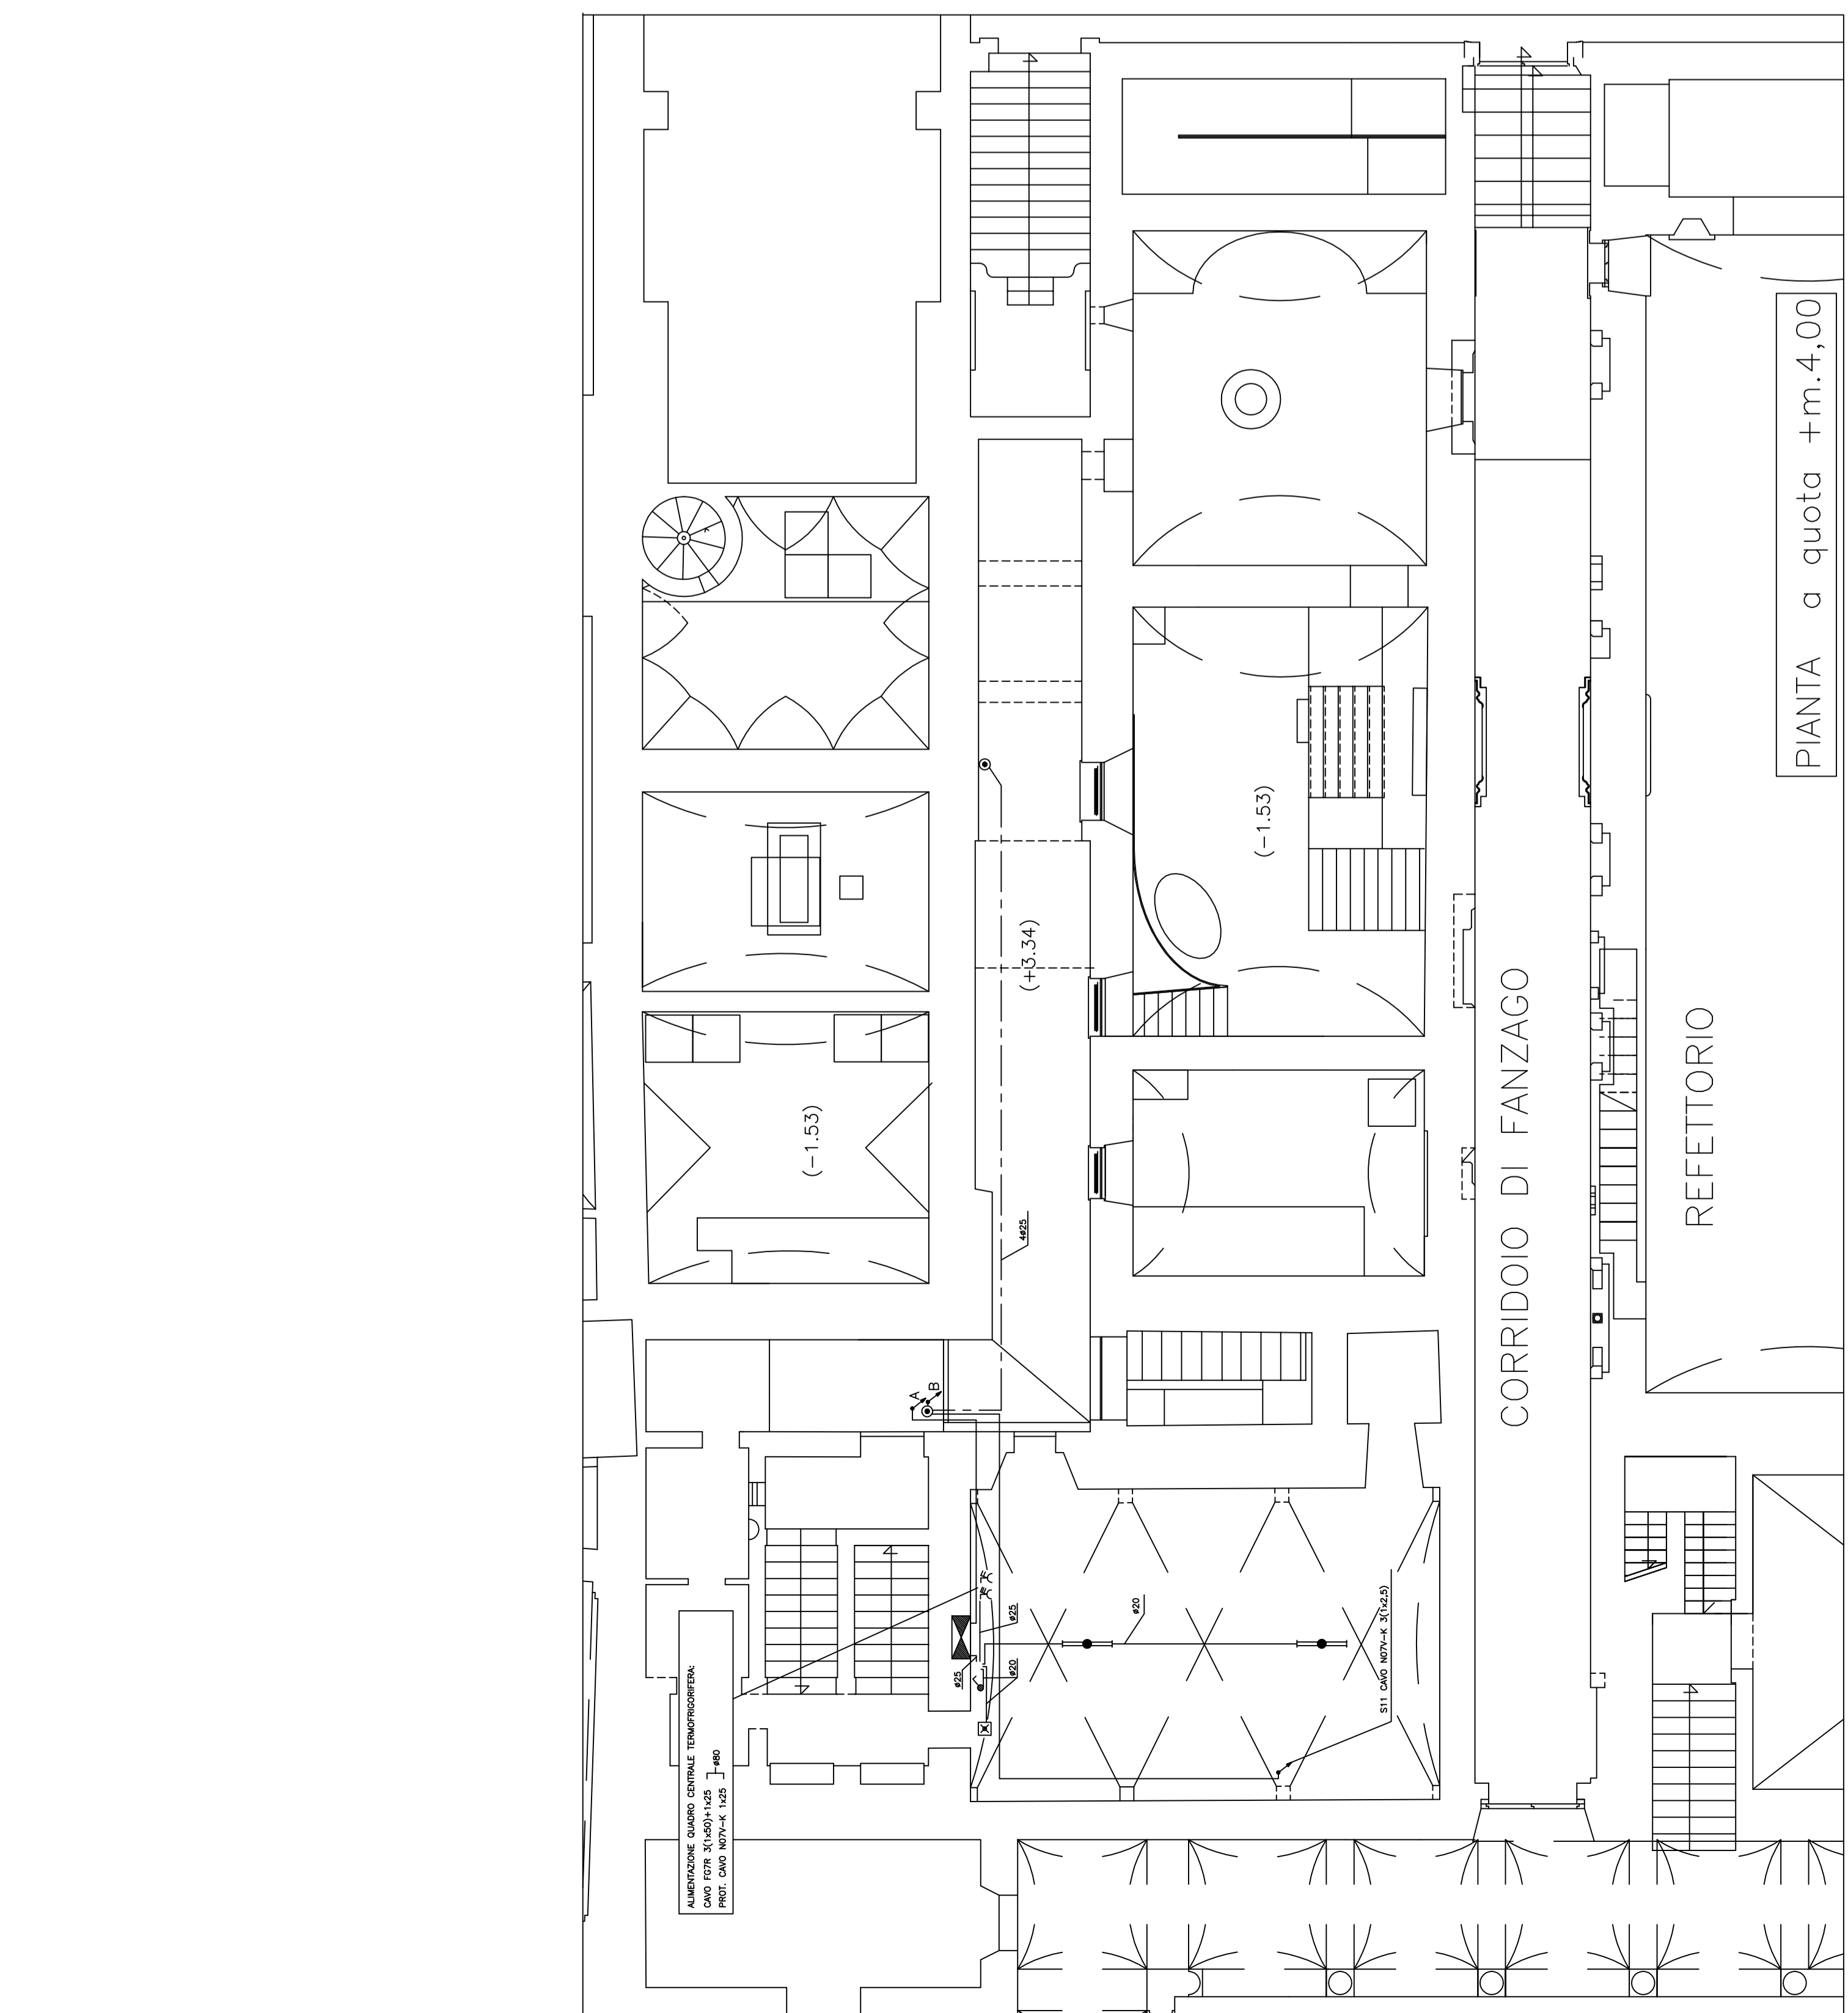 PIANTA a quota +m.4,00
REFETTORIO
CORRIDOIO DI FANZAGO
(-1.53)
(+3.34)
(-1.53)
4ø25
A
B
ø25
ø20
ø25
ø20
S11 CAVO N07V-K 3(1x2,5)
ALIMENTAZIONE QUADRO CENTRALE TERMOFRIGORIFERA:
CAVO FG7R 3(1x50)+1x25
PROT. CAVO N07V-K 1x25
ø80